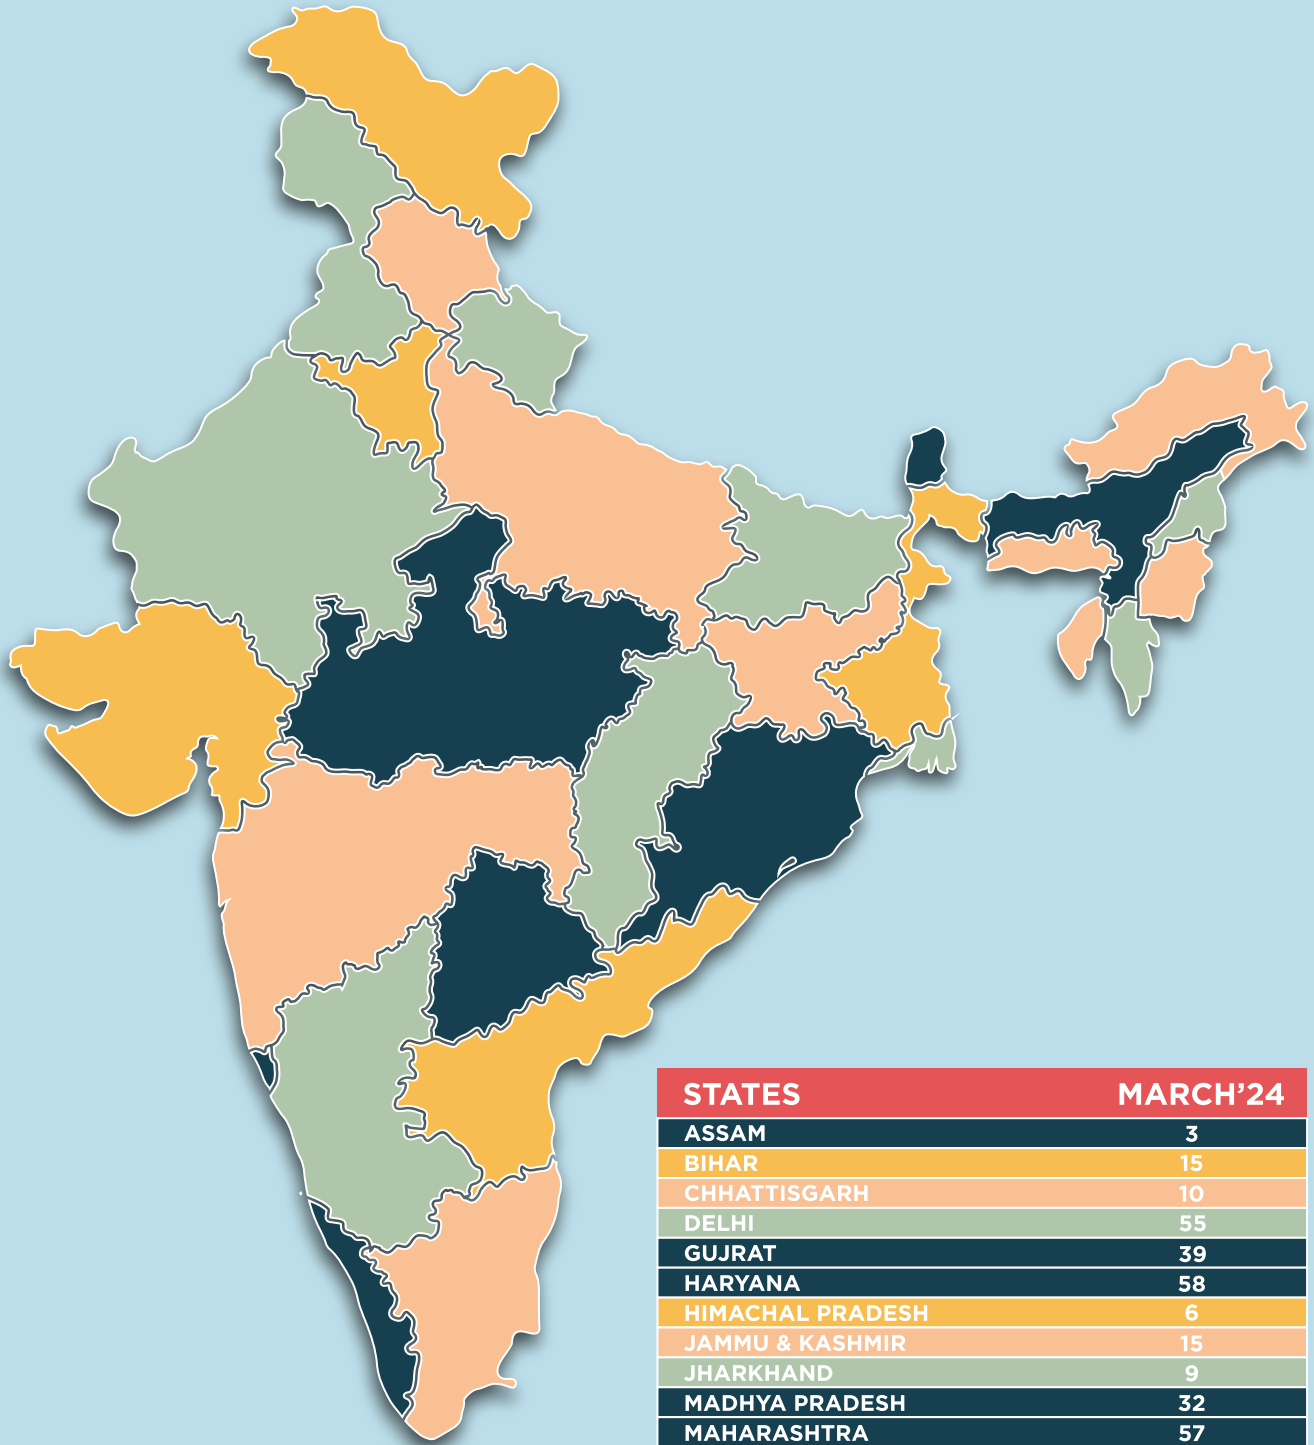 STATES MARCH'24
ASSAM 3
BIHAR 15
CHHATTISGARH 10
DELHI 55
GUJRAT 39
HARYANA 58
HIMACHAL PRADESH 6
JAMMU & KASHMIR 15
JHARKHAND 9
MADHYA PRADESH 32
MAHARASHTRA 57